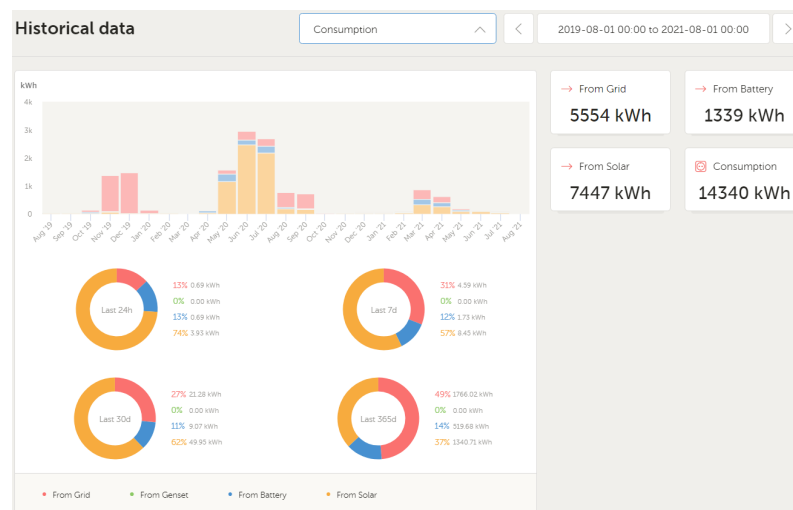 Historical data
Consumption
2019-08-01 00:00 to 2021-08-01 00:00
kWh
4k
3k
2k
1k
0
Aug '19
Sep '19
Oct '19
Nov '19
Dec '19
Jan '20
Feb '20
Mar '20
Apr '20
May '20
Jun '20
Jul '20
Aug '20
Sep '20
Oct '20
Nov '20
Dec '20
Jan '21
Feb '21
Mar '21
Apr '21
May '21
Jun '21
Jul '21
Aug '21
From Grid
5554 kWh
From Battery
1339 kWh
From Solar
7447 kWh
Consumption
14340 kWh
Last 24h
13% 0.69 kWh
0% 0.00 kWh
13% 0.69 kWh
74% 3.93 kWh
Last 7d
31% 4.59 kWh
0% 0.00 kWh
12% 1.73 kWh
57% 8.45 kWh
Last 30d
27% 21.28 kWh
0% 0.00 kWh
11% 9.07 kWh
62% 49.95 kWh
Last 365d
49% 1766.02 kWh
0% 0.00 kWh
14% 519.68 kWh
37% 1340.71 kWh
From Grid
From Genset
From Battery
From Solar